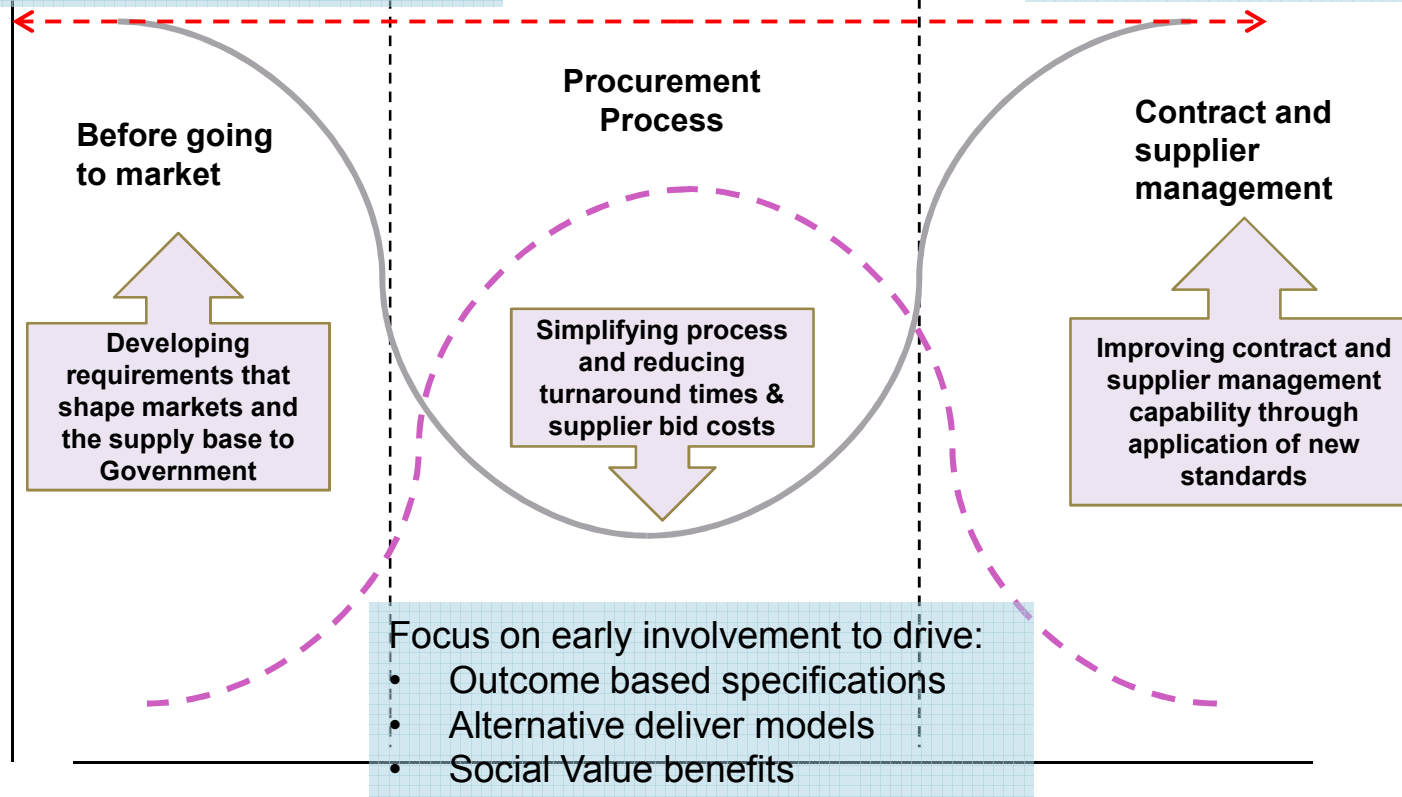 Before going
to market
Procurement
Process
Contract and
supplier
management
Developing
requirements that
shape markets and
the supply base to
Government
Simplifying process
and reducing
turnaround times &
supplier bid costs
Improving contract and
supplier management
capability through
application of new
standards
Focus on early involvement to drive:
• Outcome based specifications
• Alternative deliver models
• Social Value benefits